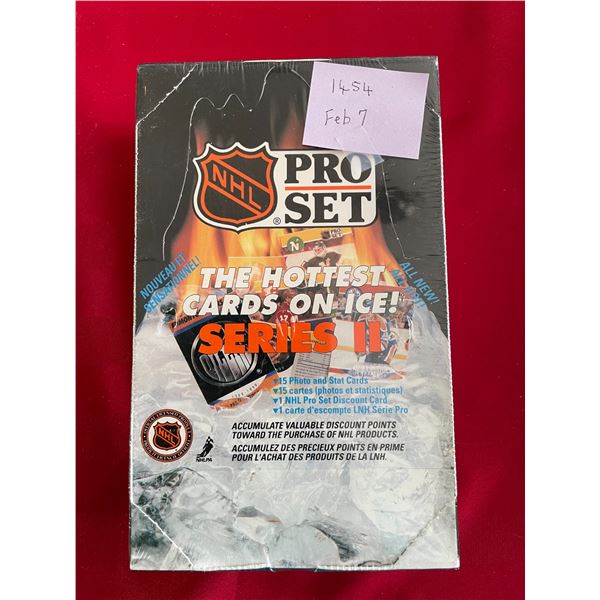 1454
Feb 7
NHL
®
PRO
SET
NOUVEAU ET
SENSATIONNEL!
ALL NEW!
THE HOTTEST
CARDS ON ICE!
SERIES II
▾15 Photo and Stat Cards
▾15 cartes (photos et statistiques)
▾1 NHL Pro Set Discount Card
▾1 carte d'escompte LNH Série Pro
ACCUMULATE VALUABLE DISCOUNT POINTS
TOWARD THE PURCHASE OF NHL PRODUCTS.
ACCUMULEZ DES PRECIEUX POINTS EN PRIME
POUR L'ACHAT DES PRODUITS DE LA LNH.
NHL
NHLPA